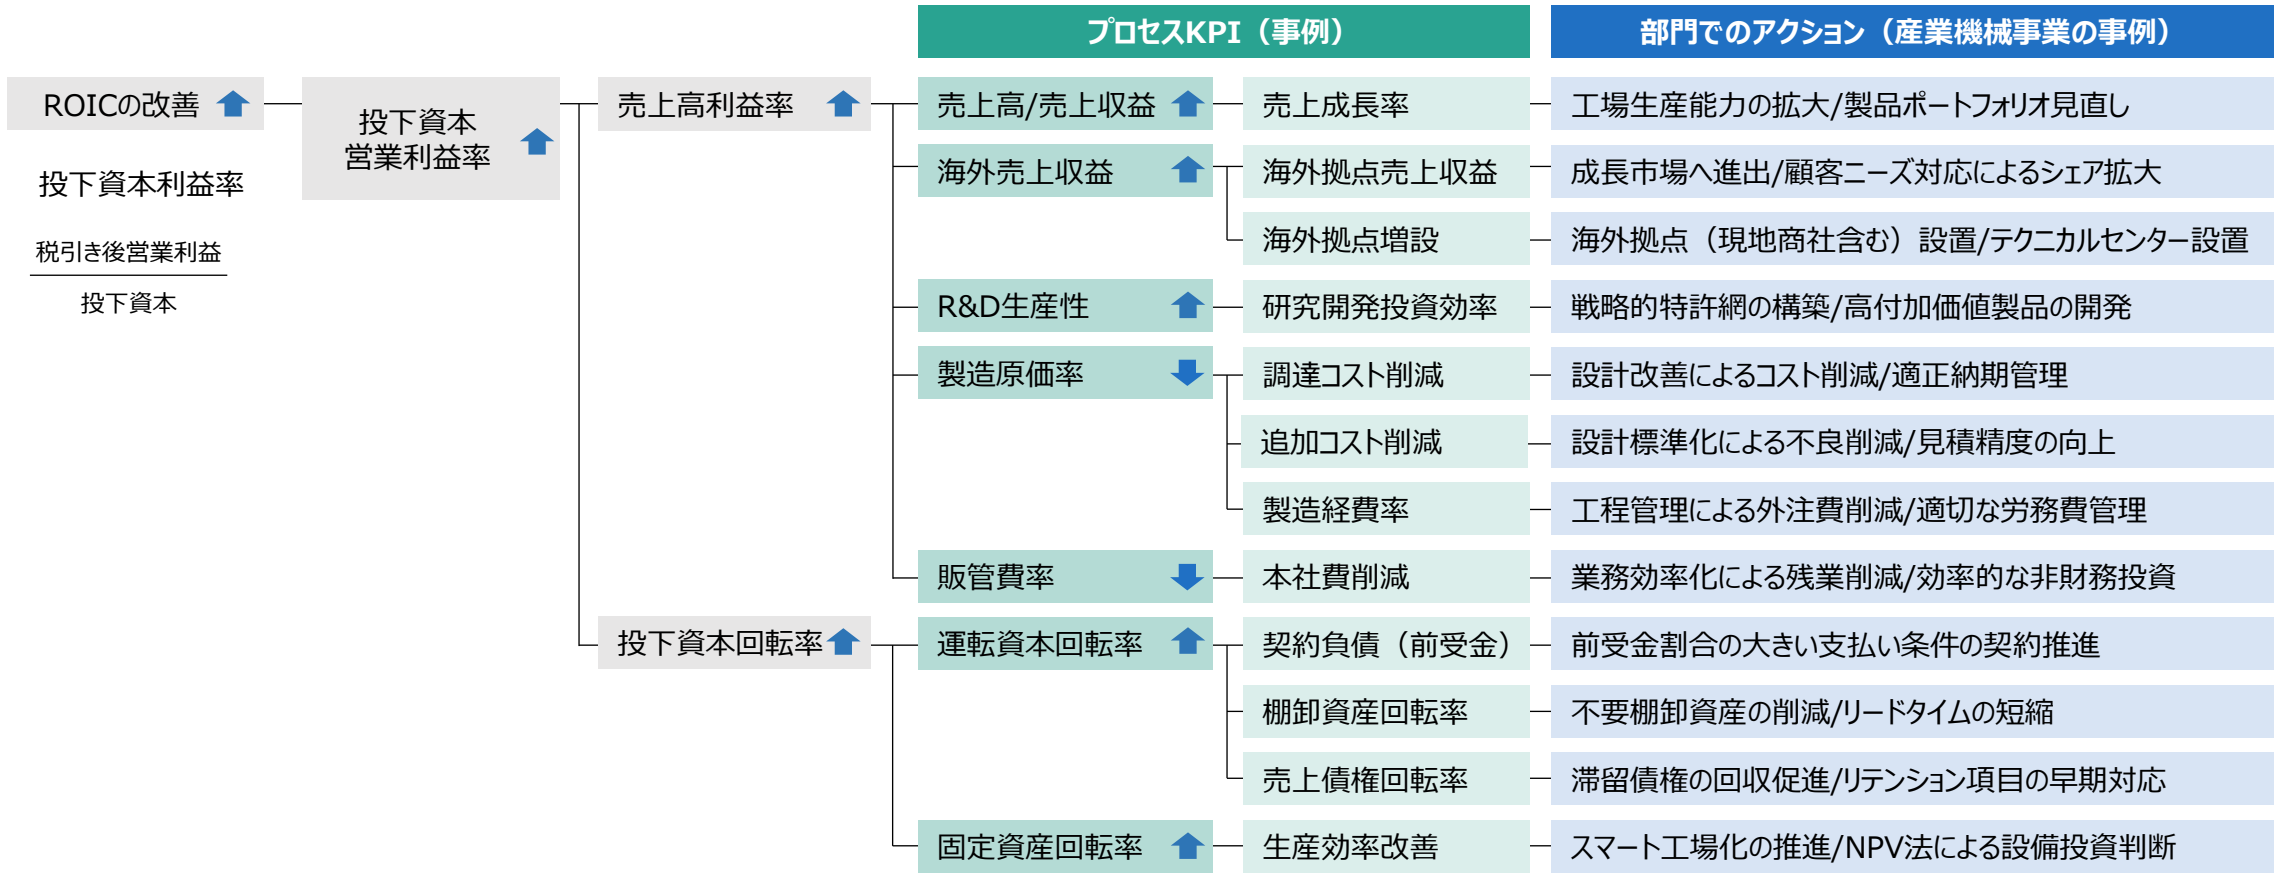 プロセスKPI（事例）
部門でのアクション（産業機械事業の事例）
ROICの改善
投下資本利益率
税引き後営業利益
投下資本
投下資本
営業利益率
売上高利益率
売上高/売上収益
売上成長率
工場生産能力の拡大/製品ポートフォリオ見直し
海外売上収益
海外拠点売上収益
成長市場へ進出/顧客ニーズ対応によるシェア拡大
海外拠点増設
海外拠点（現地商社含む）設置/テクニカルセンター設置
R&D生産性
研究開発投資効率
戦略的特許網の構築/高付加価値製品の開発
製造原価率
調達コスト削減
設計改善によるコスト削減/適正納期管理
追加コスト削減
設計標準化による不良削減/見積精度の向上
製造経費率
工程管理による外注費削減/適切な労務費管理
販管費率
本社費削減
業務効率化による残業削減/効率的な非財務投資
投下資本回転率
運転資本回転率
契約負債（前受金）
前受金割合の大きい支払い条件の契約推進
棚卸資産回転率
不要棚卸資産の削減/リードタイムの短縮
売上債権回転率
滞留債権の回収促進/リテンション項目の早期対応
固定資産回転率
生産効率改善
スマート工場化の推進/NPV法による設備投資判断